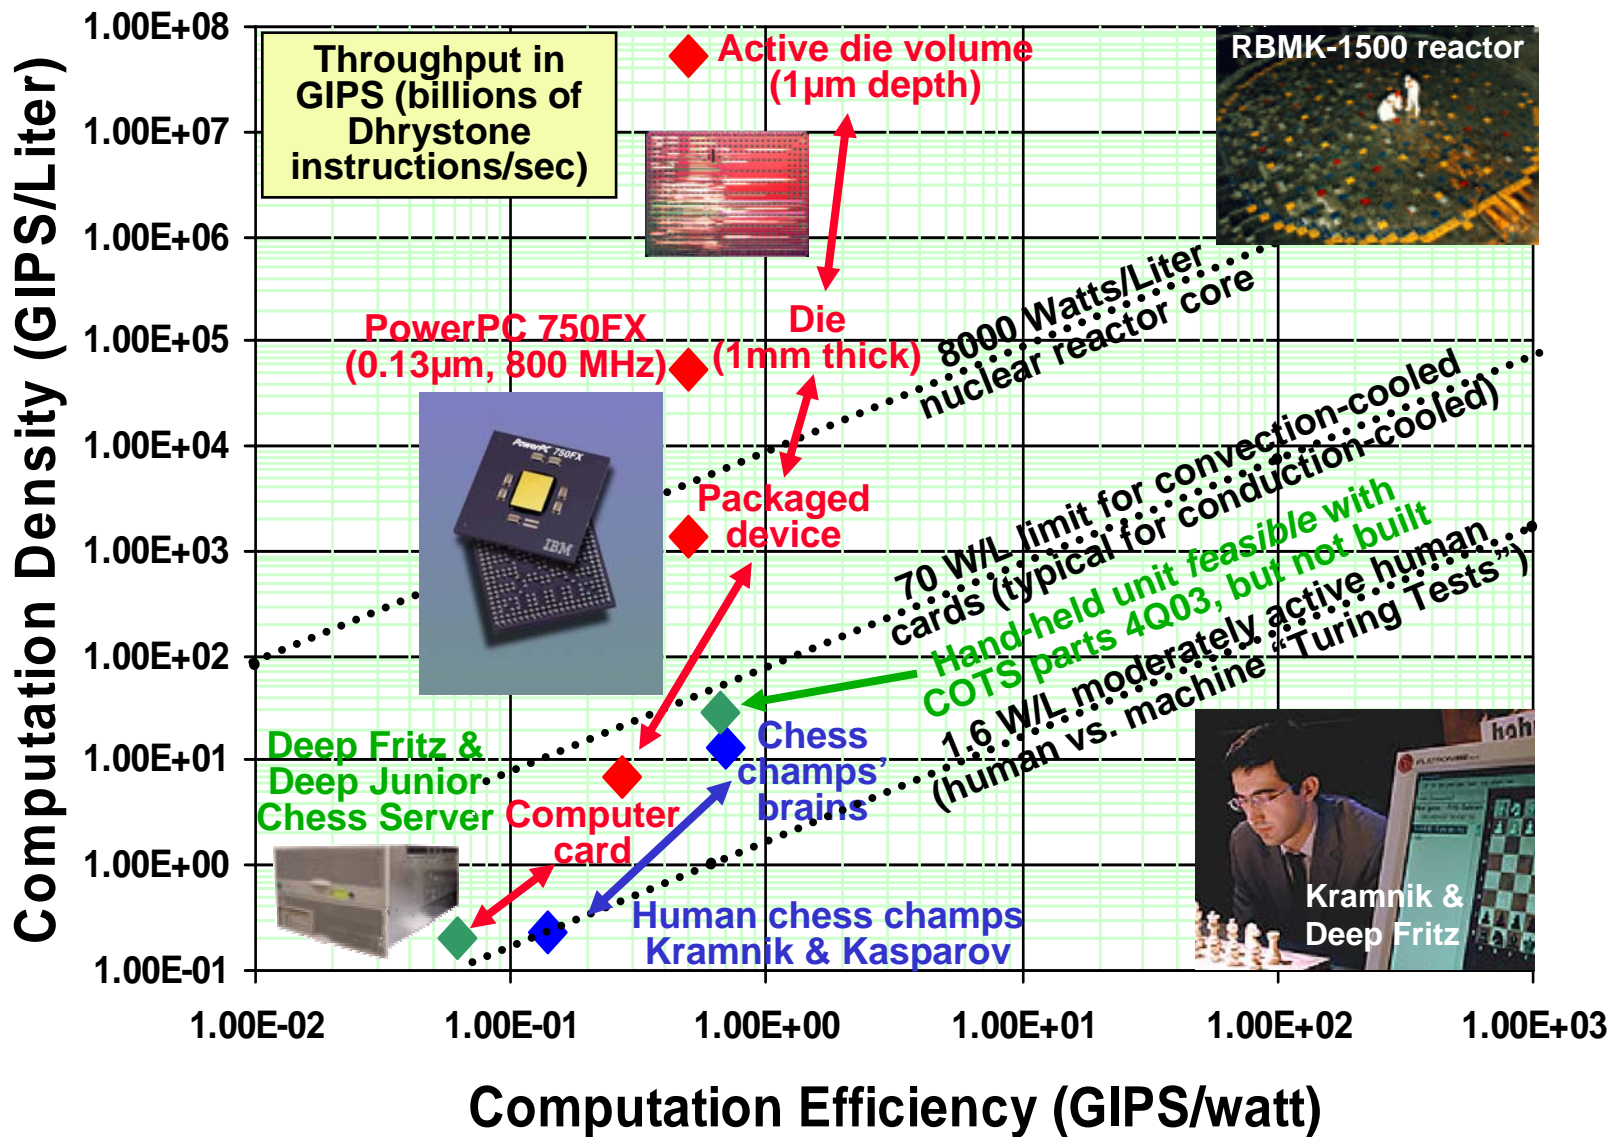 Computation Density (GIPS/Liter)
1.00E+08
1.00E+07
1.00E+06
1.00E+05
1.00E+04
1.00E+03
1.00E+02
1.00E+01
1.00E+00
1.00E-01
Throughput in
GIPS (billions of
Dhrystone
instructions/sec)
Active die volume
(1µm depth)
RBMK-1500 reactor
PowerPC 750FX
(0.13µm, 800 MHz)
Die
(1mm thick)
8000 Watts/Liter
nuclear reactor core
PowerPC 750FX
IBM
Packaged
device
70 W/L limit for convection-cooled
cards (typical for conduction-cooled)
Hand-held unit feasible with
COTS parts 4Q03, but not built
1.6 W/L moderately active human
(human vs. machine “Turing Tests”)
Deep Fritz &
Deep Junior
Chess Server
Computer
card
Chess
champs’
brains
Human chess champs
Kramnik & Kasparov
Kramnik &
Deep Fritz
1.00E-02
1.00E-01
1.00E+00
1.00E+01
1.00E+02
1.00E+03
Computation Efficiency (GIPS/watt)